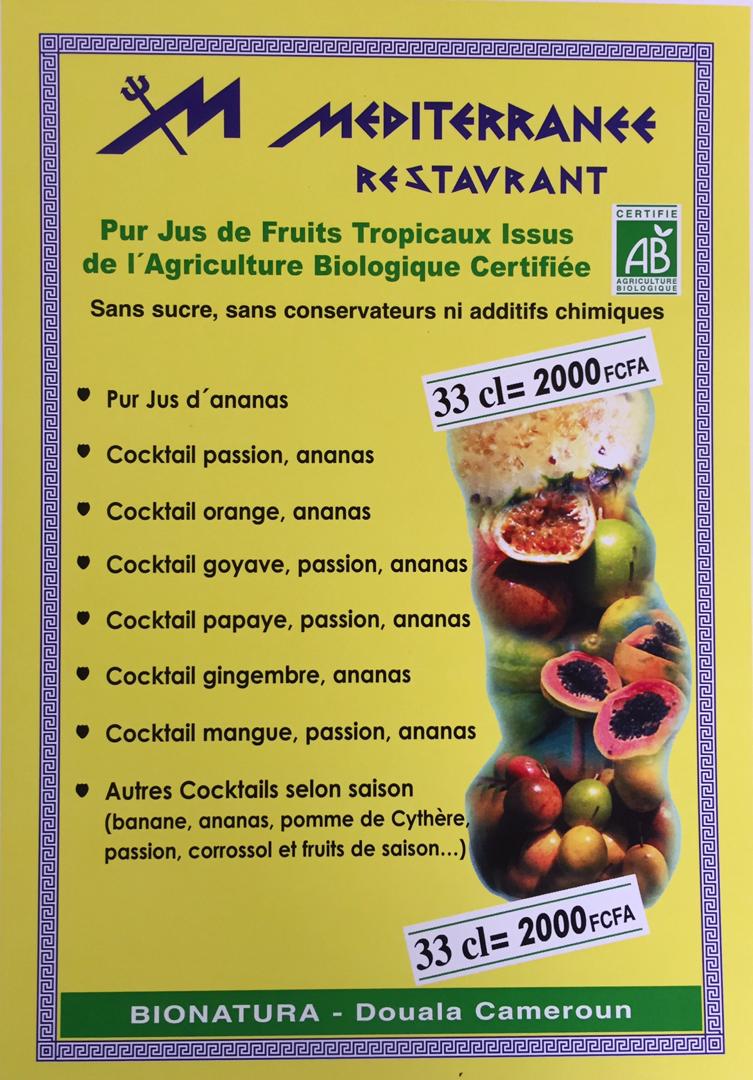 M MEDITERRANEE
RESTAVRANT
Pur Jus de Fruits Tropicaux Issus
de l´Agriculture Biologique Certifiée
CERTIFIE
AB
AGRICULTURE
BIOLOGIQUE
Sans sucre, sans conservateurs ni additifs chimiques
33 cl= 2000 FCFA
Pur Jus d´ananas
Cocktail passion, ananas
Cocktail orange, ananas
Cocktail goyave, passion, ananas
Cocktail papaye, passion, ananas
Cocktail gingembre, ananas
Cocktail mangue, passion, ananas
Autres Cocktails selon saison
(banane, ananas, pomme de Cythère,
passion, corrossol et fruits de saison...)
33 cl= 2000 FCFA
BIONATURA - Douala Cameroun